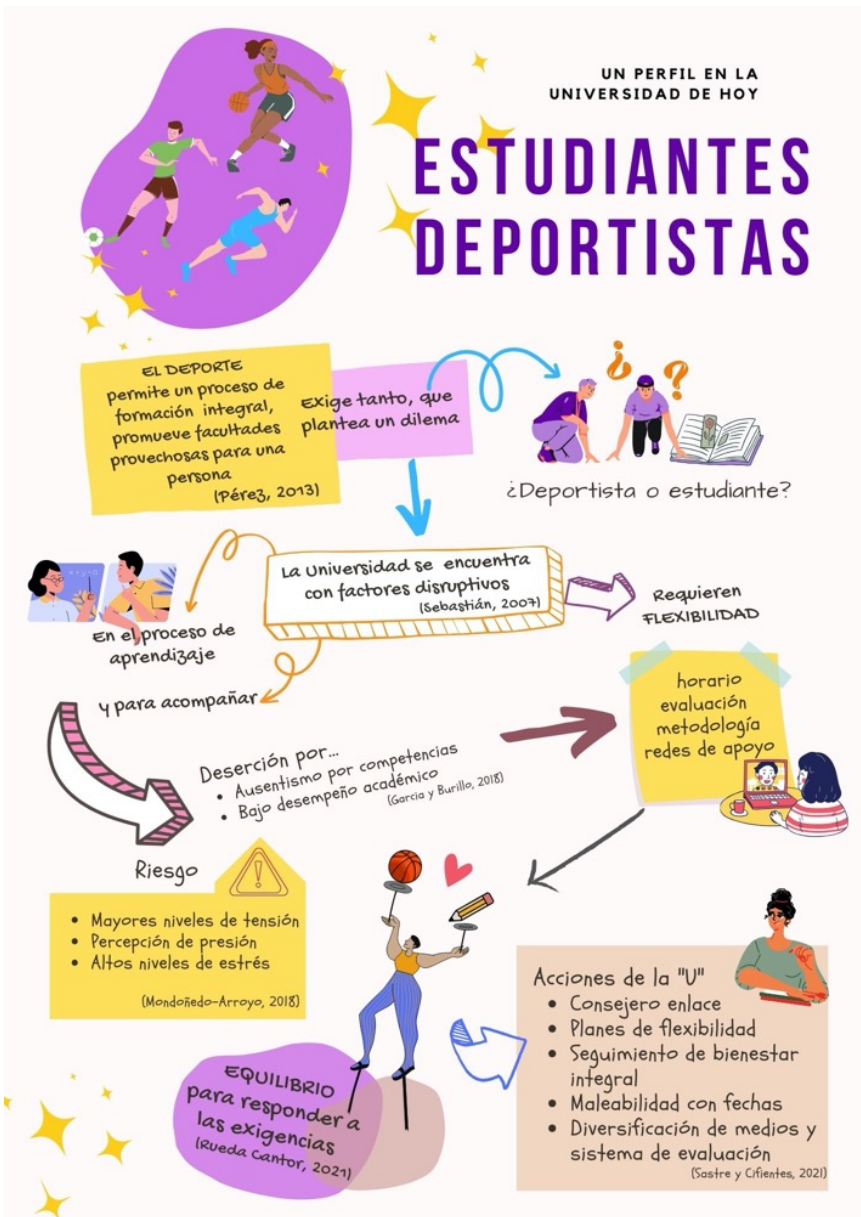 UN PERFIL EN LA
UNIVERSIDAD DE HOY
ESTUDIANTES
DEPORTISTAS
EL DEPORTE
permite un proceso de
formación integral,
promueve facultades
provechosas para una
persona
(Pérez, 2013)
Exige tanto, que
plantea un dilema
¿ ?
¿Deportista o estudiante?
La Universidad se encuentra
con factores disruptivos
(Sebastián, 2007)
En el proceso de
aprendizaje
y para acompañar
Requieren
FLEXIBILIDAD
horario
evaluación
metodología
redes de apoyo
Deserción por...
• Ausentismo por competencias
• Bajo desempeño académico
(García y Burillo, 2018)
Riesgo
!
• Mayores niveles de tensión
• Percepción de presión
• Altos niveles de estrés
(Mondoñedo-Arroyo, 2018)
EQUILIBRIO
para responder a
las exigencias
(Rueda Cantor, 2021)
Acciones de la "U"
• Consejero enlace
• Planes de flexibilidad
• Seguimiento de bienestar
integral
• Maleabilidad con fechas
• Diversificación de medios y
sistema de evaluación
(Sastre y Cifientes, 2021)